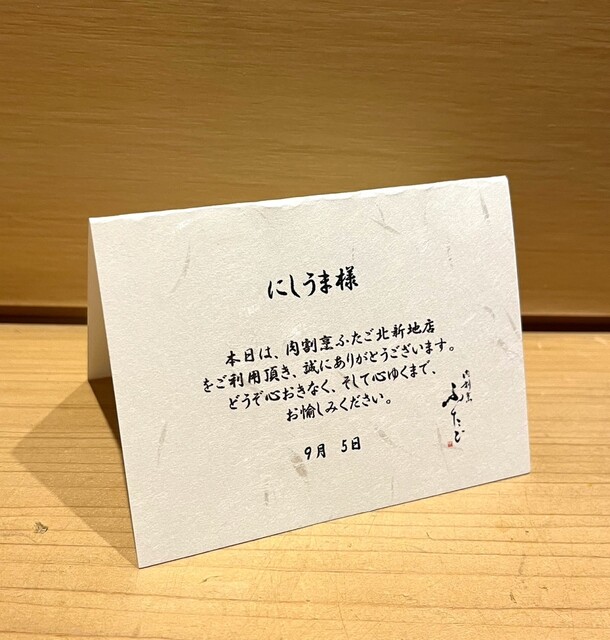 にしうま様
本日は、肉割烹ふたご北新地店
をご利用頂き、誠にありがとうございます。
どうぞ心おきなく、そして心ゆくまで、
お愉しみください。
9月 5日
肉割烹
ふたご